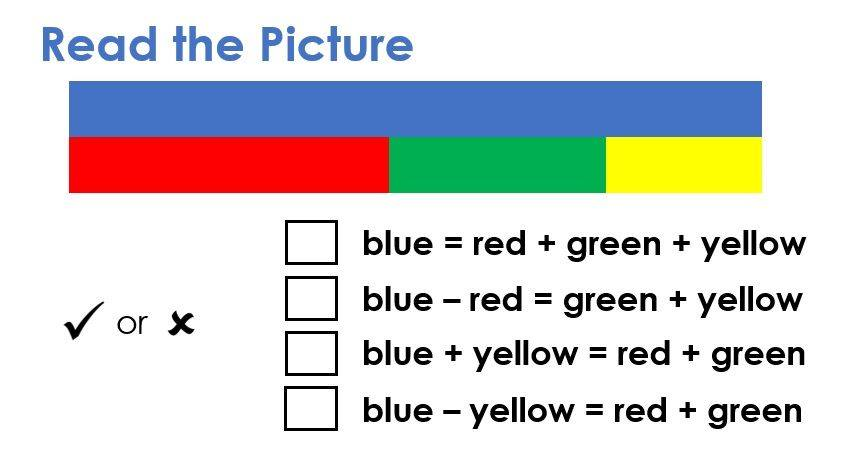 Read the Picture
blue = red + green + yellow
blue – red = green + yellow
✓ or ✘
blue + yellow = red + green
blue – yellow = red + green